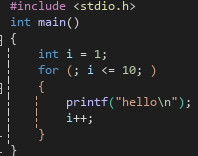 #include <stdio.h>
int main()
{
    int i = 1;
    for (; i <= 10; )
    {
        printf("hello\n");
        i++;
    }
}